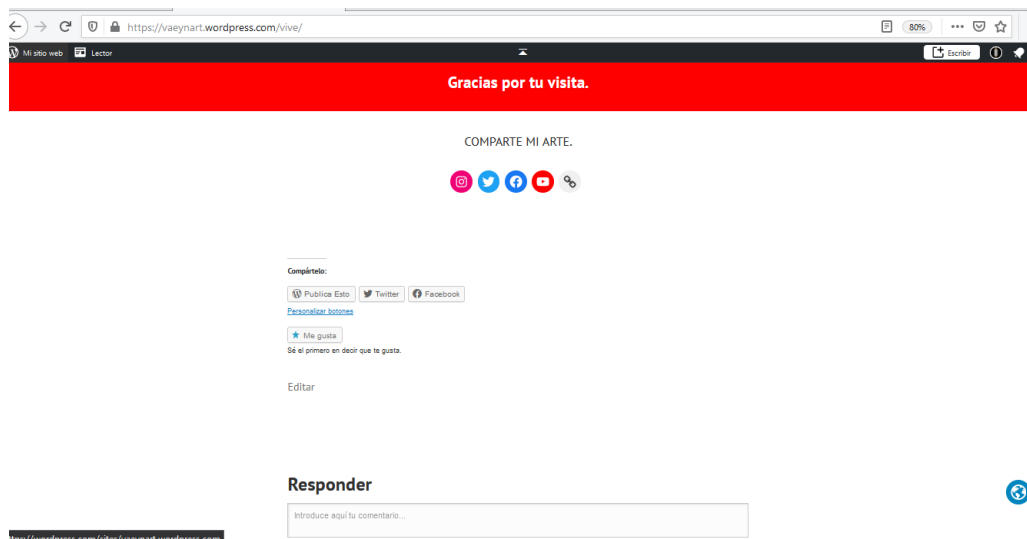 https://vaeynart.wordpress.com/vive/
80%
Mi sitio web Lector Escribir
Gracias por tu visita.
COMPARTE MI ARTE.
Compártelo:
Publica Esto Twitter Facebook
Personalizar botones
Me gusta
Sé el primero en decir que te gusta.
Editar
Responder
Introduce aquí tu comentario...